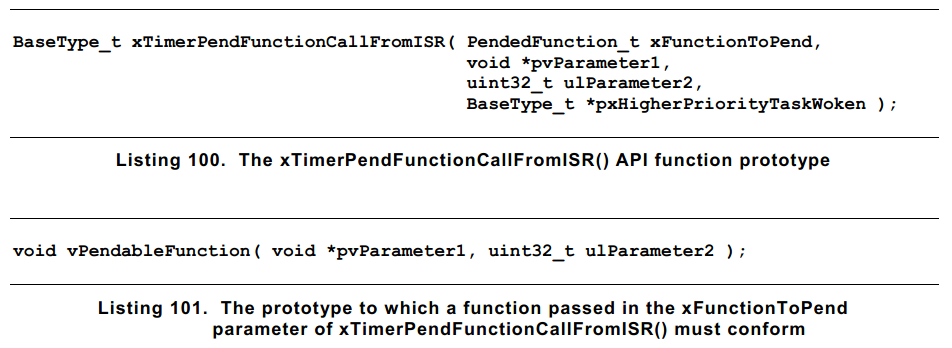 BaseType_t xTimerPendFunctionCallFromISR( PendedFunction_t xFunctionToPend,
void *pvParameter1,
uint32_t ulParameter2,
BaseType_t *pxHigherPriorityTaskWoken );
Listing 100. The xTimerPendFunctionCallFromISR() API function prototype
void vPendableFunction( void *pvParameter1, uint32_t ulParameter2 );
Listing 101. The prototype to which a function passed in the xFunctionToPend
parameter of xTimerPendFunctionCallFromISR() must conform